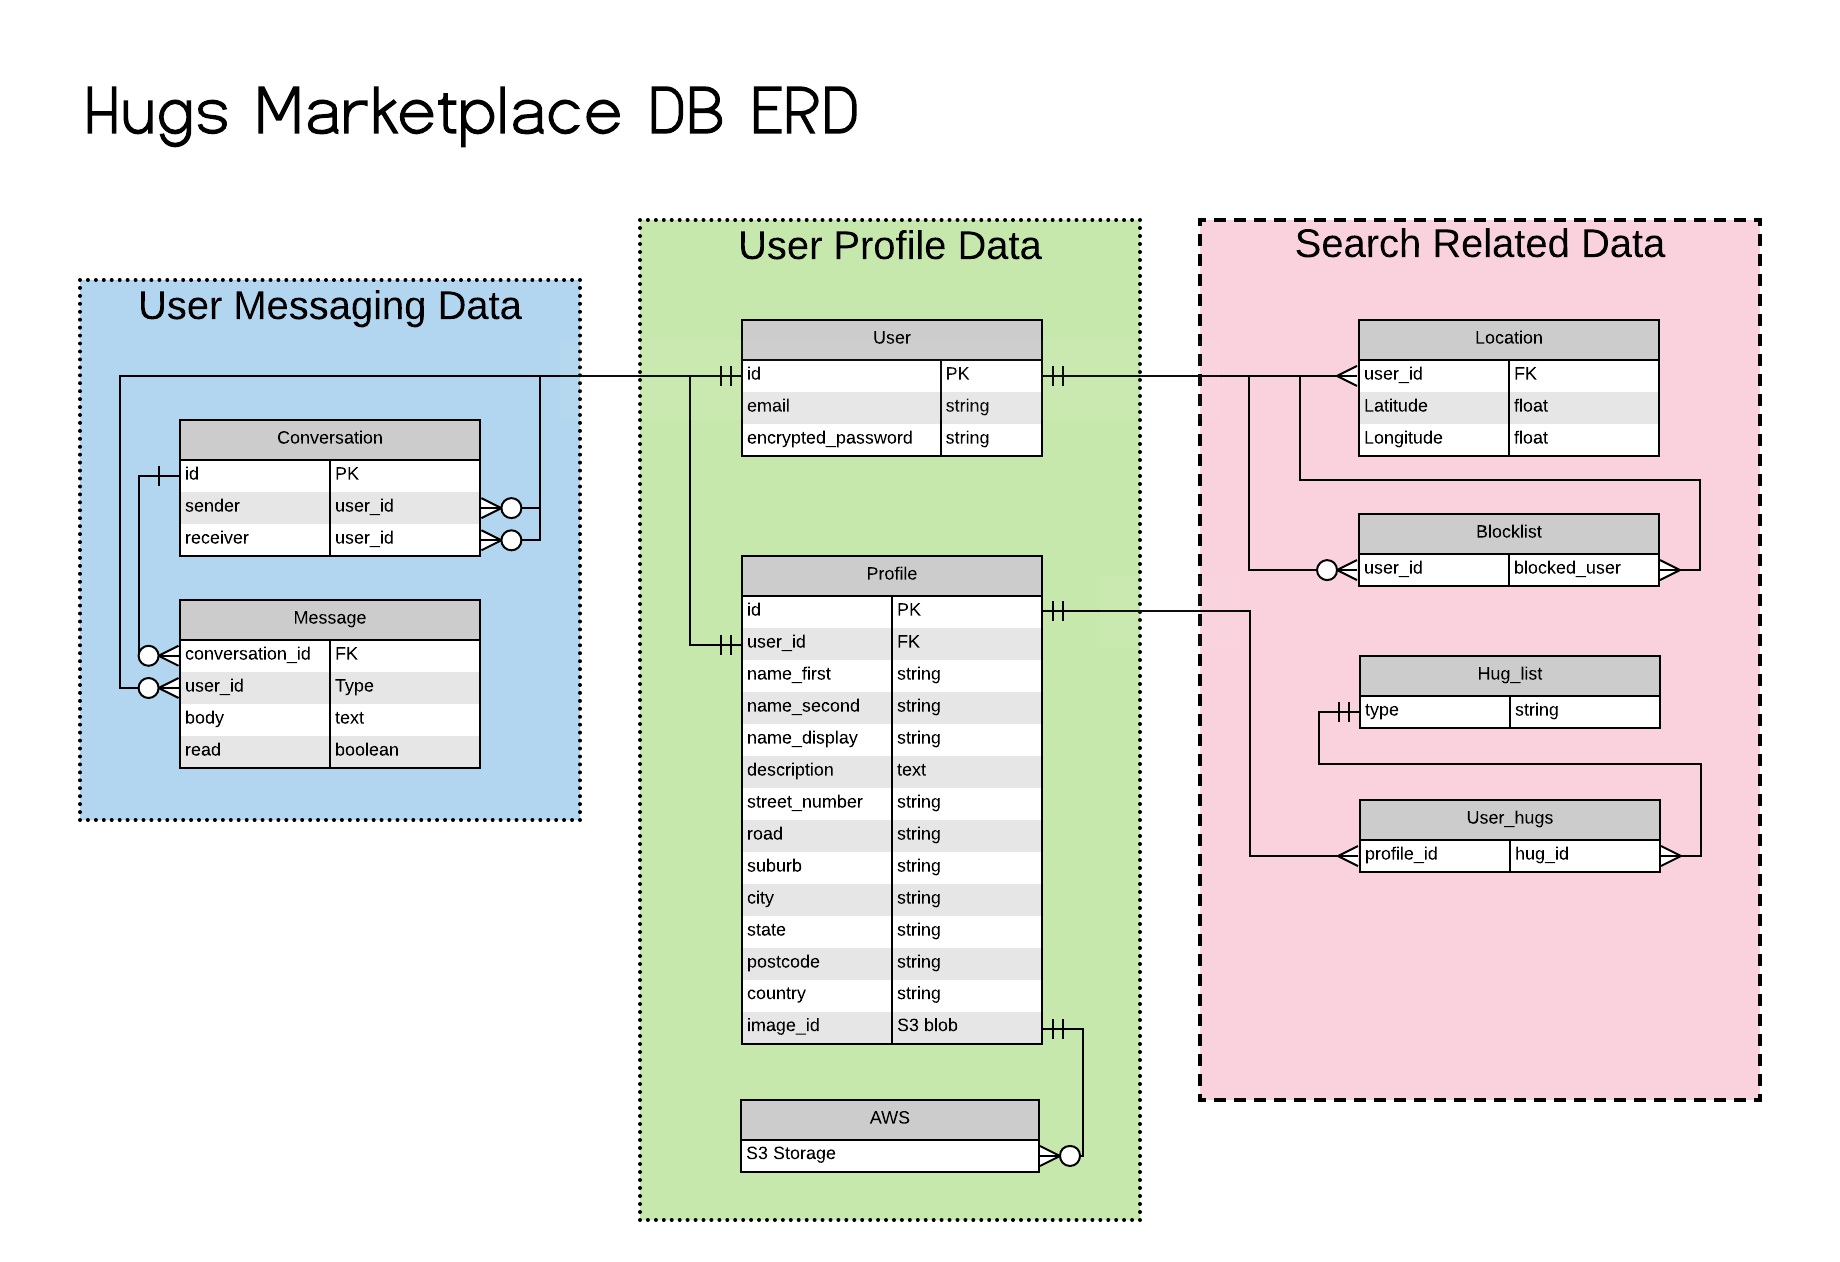 Hugs Marketplace DB ERD
User Messaging Data
Conversation
id PK
sender user_id
receiver user_id
Message
conversation_id FK
user_id Type
body text
read boolean
User Profile Data
User
id PK
email string
encrypted_password string
Profile
id PK
user_id FK
name_first string
name_second string
name_display string
description text
street_number string
road string
suburb string
city string
state string
postcode string
country string
image_id S3 blob
AWS
S3 Storage
Search Related Data
Location
user_id FK
Latitude float
Longitude float
Blocklist
user_id blocked_user
Hug_list
type string
User_hugs
profile_id hug_id